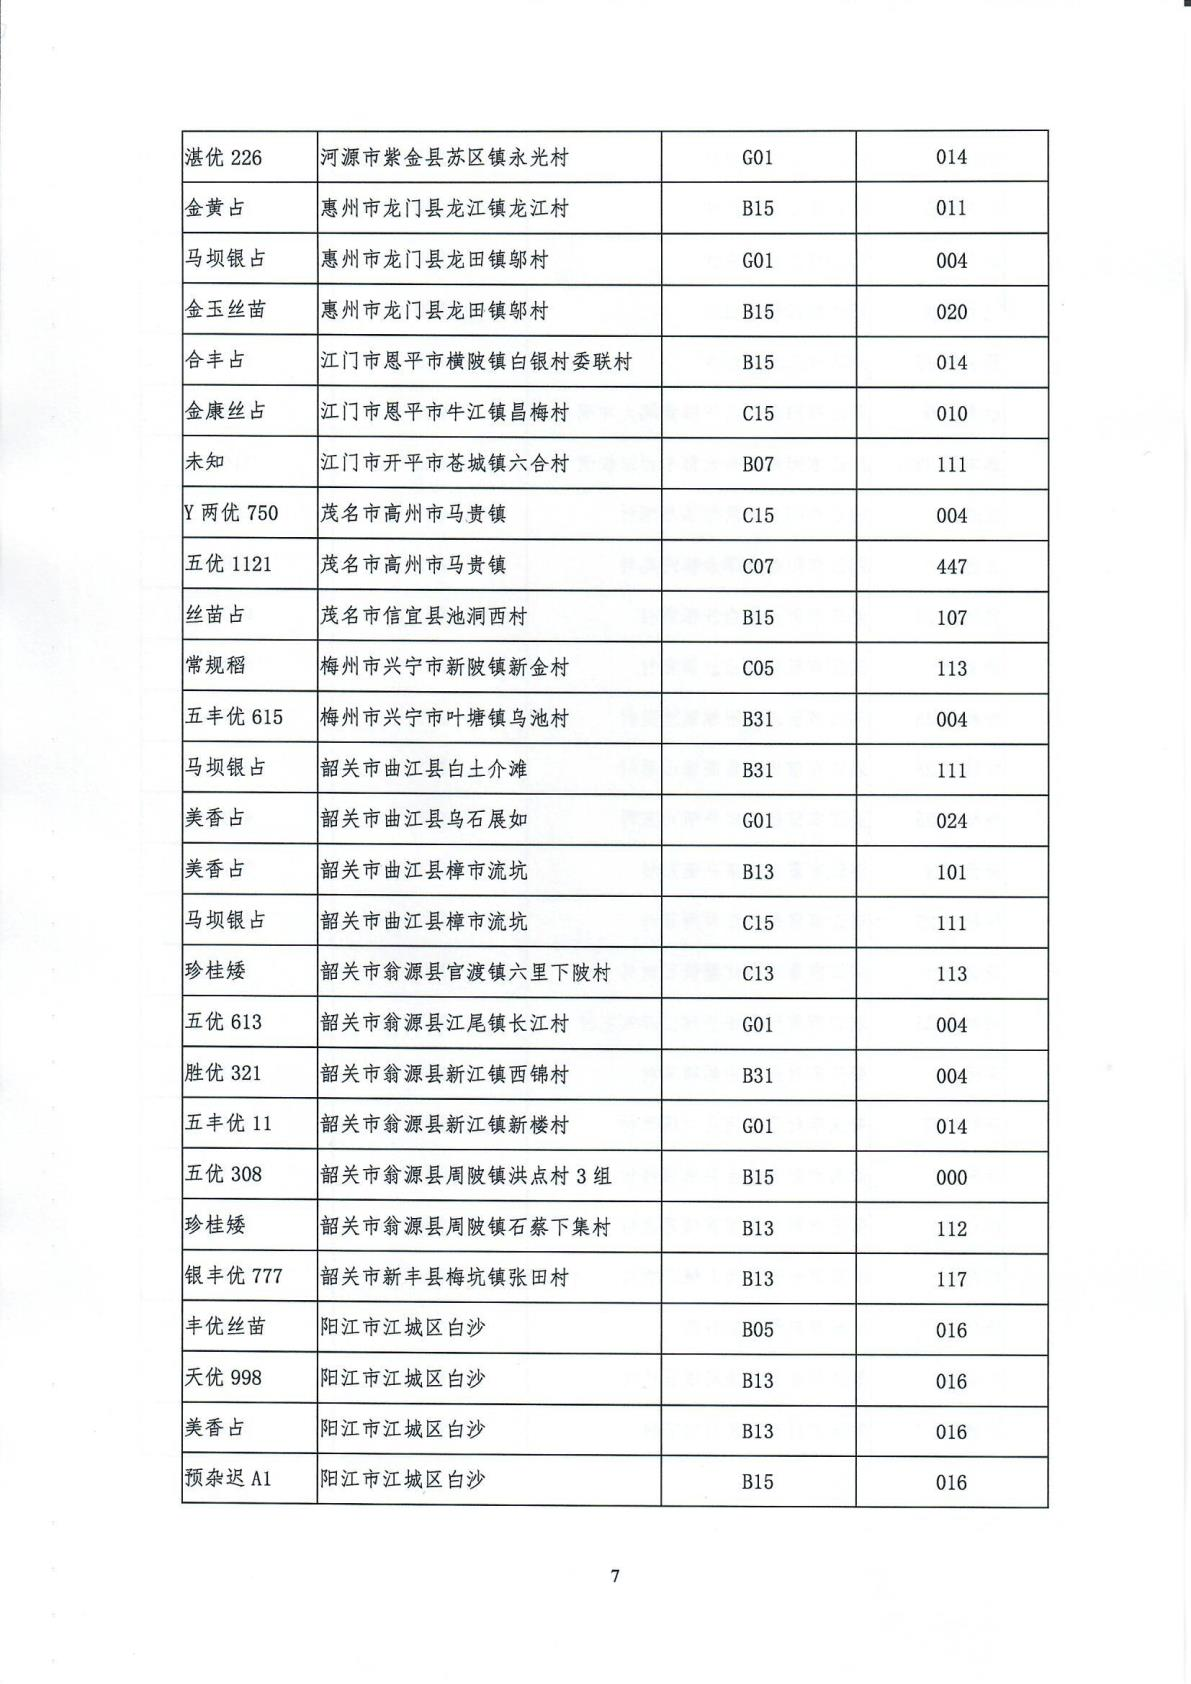 湛优 226 河源市紫金县苏区镇永光村 G01 014
金黄占 惠州市龙门县龙江镇龙江村 B15 011
马坝银占 惠州市龙门县龙田镇邬村 G01 004
金玉丝苗 惠州市龙门县龙田镇邬村 B15 020
合丰占 江门市恩平市横陂镇白银村委联村 B15 014
金康丝占 江门市恩平市牛江镇昌梅村 C15 010
未知 江门市开平市苍城镇六合村 B07 111
Y 两优 750 茂名市高州市马贵镇 C15 004
五优 1121 茂名市高州市马贵镇 C07 447
丝苗占 茂名市信宜县池洞西村 B15 107
常规稻 梅州市兴宁市新陂镇新金村 C05 113
五丰优 615 梅州市兴宁市叶塘镇乌池村 B31 004
马坝银占 韶关市曲江县白土介滩 B31 111
美香占 韶关市曲江县乌石展如 G01 024
美香占 韶关市曲江县樟市流坑 B13 101
马坝银占 韶关市曲江县樟市流坑 C15 111
珍桂矮 韶关市翁源县官渡镇六里下陂村 C13 113
五优 613 韶关市翁源县江尾镇长江村 G01 004
胜优 321 韶关市翁源县新江镇西锦村 B31 004
五丰优 11 韶关市翁源县新江镇新楼村 G01 014
五优 308 韶关市翁源县周陂镇洪点村 3 组 B15 000
珍桂矮 韶关市翁源县周陂镇石蔡下集村 B13 112
银丰优 777 韶关市新丰县梅坑镇张田村 B13 117
丰优丝苗 阳江市江城区白沙 B05 016
天优 998 阳江市江城区白沙 B13 016
美香占 阳江市江城区白沙 B13 016
预杂迟 A1 阳江市江城区白沙 B15 016
7